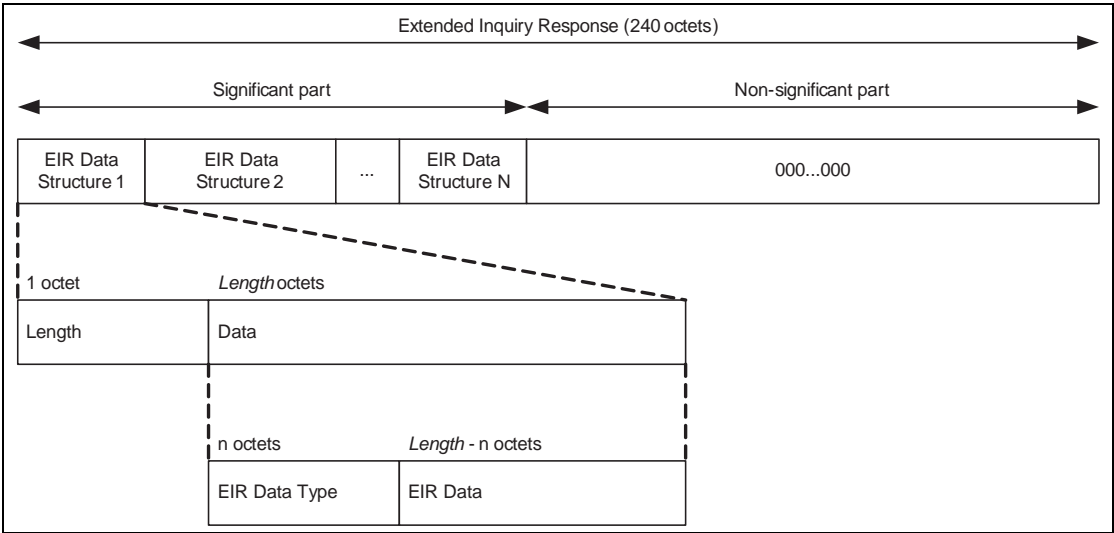 Extended Inquiry Response (240 octets)
Significant part
Non-significant part
EIR Data
Structure 1
EIR Data
Structure 2
...
EIR Data
Structure N
000...000
1 octet
Length octets
Length
Data
n octets
Length - n octets
EIR Data Type
EIR Data